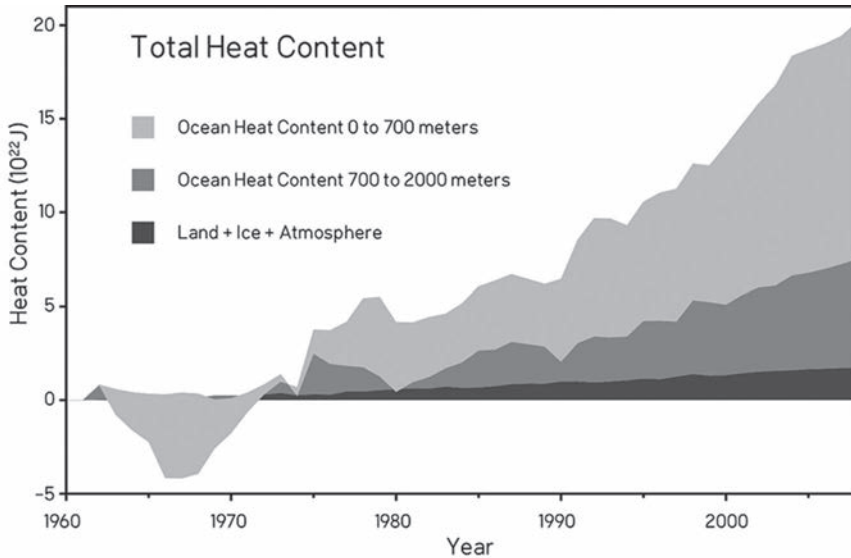 Total Heat Content
Ocean Heat Content 0 to 700 meters
Ocean Heat Content 700 to 2000 meters
Land + Ice + Atmosphere
Heat Content (10²²J)
20
15
10
5
0
−5
1960 1970 1980 1990 2000
Year